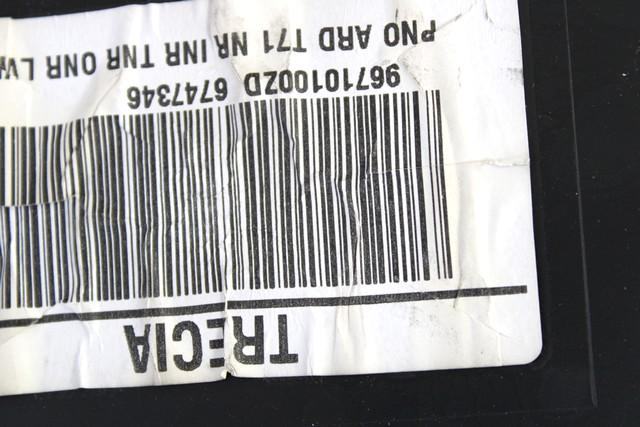 TRECIA
96710100ZD 6747346
PNO ARD T71 NR INR TNR ONR